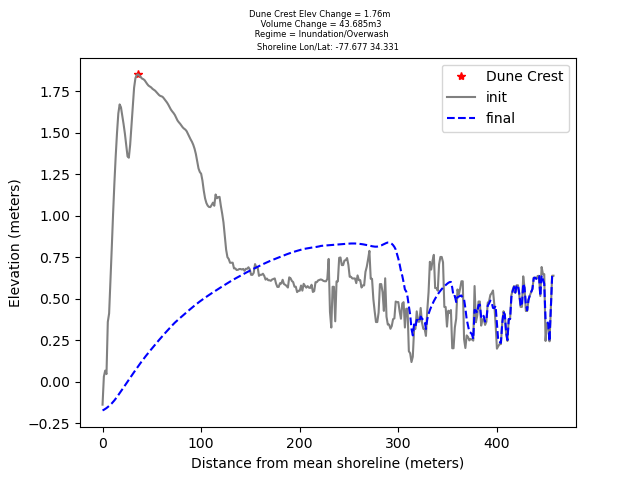 Dune Crest Elev Change = 1.76m
Volume Change = 43.685m3
Regime = Inundation/Overwash
Shoreline Lon/Lat: -77.677 34.331
Dune Crest
init
final
1.75
1.50
1.25
1.00
0.75
0.50
0.25
0.00
−0.25
Elevation (meters)
0
100
200
300
400
Distance from mean shoreline (meters)